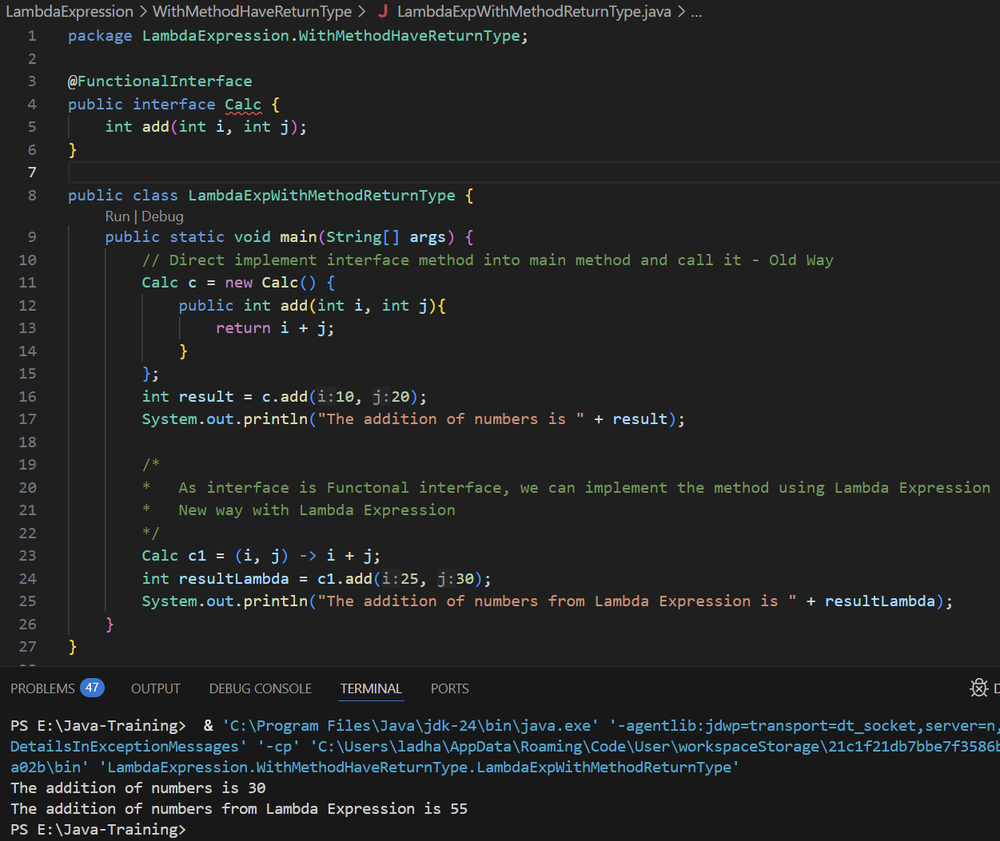 LambdaExpression > WithMethodHaveReturnType > J LambdaExpWithMethodReturnType.java > ...
1 package LambdaExpression.WithMethodHaveReturnType;
2
3 @FunctionalInterface
4 public interface Calc {
5 int add(int i, int j);
6 }
7
8 public class LambdaExpWithMethodReturnType {
Run | Debug
9 public static void main(String[] args) {
10 // Direct implement interface method into main method and call it - Old Way
11 Calc c = new Calc() {
12 public int add(int i, int j){
13 return i + j;
14 }
15 };
16 int result = c.add(i:10, j:20);
17 System.out.println("The addition of numbers is " + result);
18
19 /*
20 * As interface is Functonal interface, we can implement the method using Lambda Expression
21 * New way with Lambda Expression
22 */
23 Calc c1 = (i, j) -> i + j;
24 int resultLambda = c1.add(i:25, j:30);
25 System.out.println("The addition of numbers from Lambda Expression is " + resultLambda);
26 }
27 }
PROBLEMS 47 OUTPUT DEBUG CONSOLE TERMINAL PORTS
PS E:\Java-Training> & 'C:\Program Files\Java\jdk-24\bin\java.exe' '-agentlib:jdwp=transport=dt_socket,server=n,
DetailsInExceptionMessages' '-cp' 'C:\Users\ladha\AppData\Roaming\Code\User\workspaceStorage\21c1f21db7bbe7f3586b
a02b\bin' 'LambdaExpression.WithMethodHaveReturnType.LambdaExpWithMethodReturnType'
The addition of numbers is 30
The addition of numbers from Lambda Expression is 55
PS E:\Java-Training>